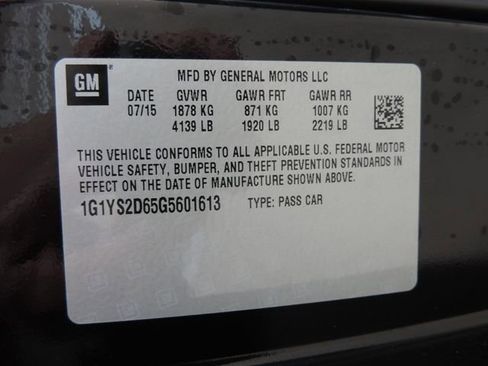 GM
MFD BY GENERAL MOTORS LLC
DATE GVWR GAWR FRT GAWR RR
07/15 1878 KG 871 KG 1007 KG
4139 LB 1920 LB 2219 LB
THIS VEHICLE CONFORMS TO ALL APPLICABLE U.S. FEDERAL MOTOR
VEHICLE SAFETY, BUMPER, AND THEFT PREVENTION STANDARDS IN
EFFECT ON THE DATE OF MANUFACTURE SHOWN ABOVE.
1G1YS2D65G5601613 TYPE: PASS CAR